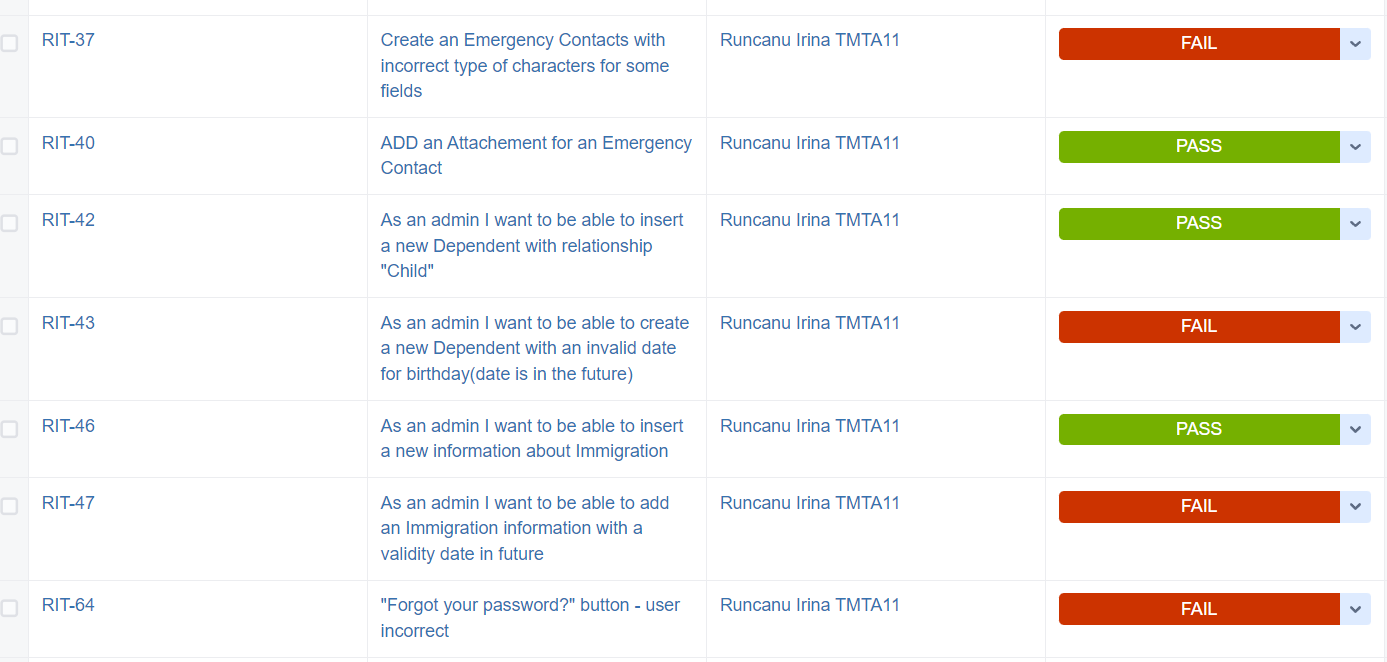 RIT-37
Create an Emergency Contacts with
incorrect type of characters for some
fields
Runcanu Irina TMTA11
FAIL
RIT-40
ADD an Attachement for an Emergency
Contact
Runcanu Irina TMTA11
PASS
RIT-42
As an admin I want to be able to insert
a new Dependent with relationship
"Child"
Runcanu Irina TMTA11
PASS
RIT-43
As an admin I want to be able to create
a new Dependent with an invalid date
for birthday(date is in the future)
Runcanu Irina TMTA11
FAIL
RIT-46
As an admin I want to be able to insert
a new information about Immigration
Runcanu Irina TMTA11
PASS
RIT-47
As an admin I want to be able to add
an Immigration information with a
validity date in future
Runcanu Irina TMTA11
FAIL
RIT-64
"Forgot your password?" button - user
incorrect
Runcanu Irina TMTA11
FAIL